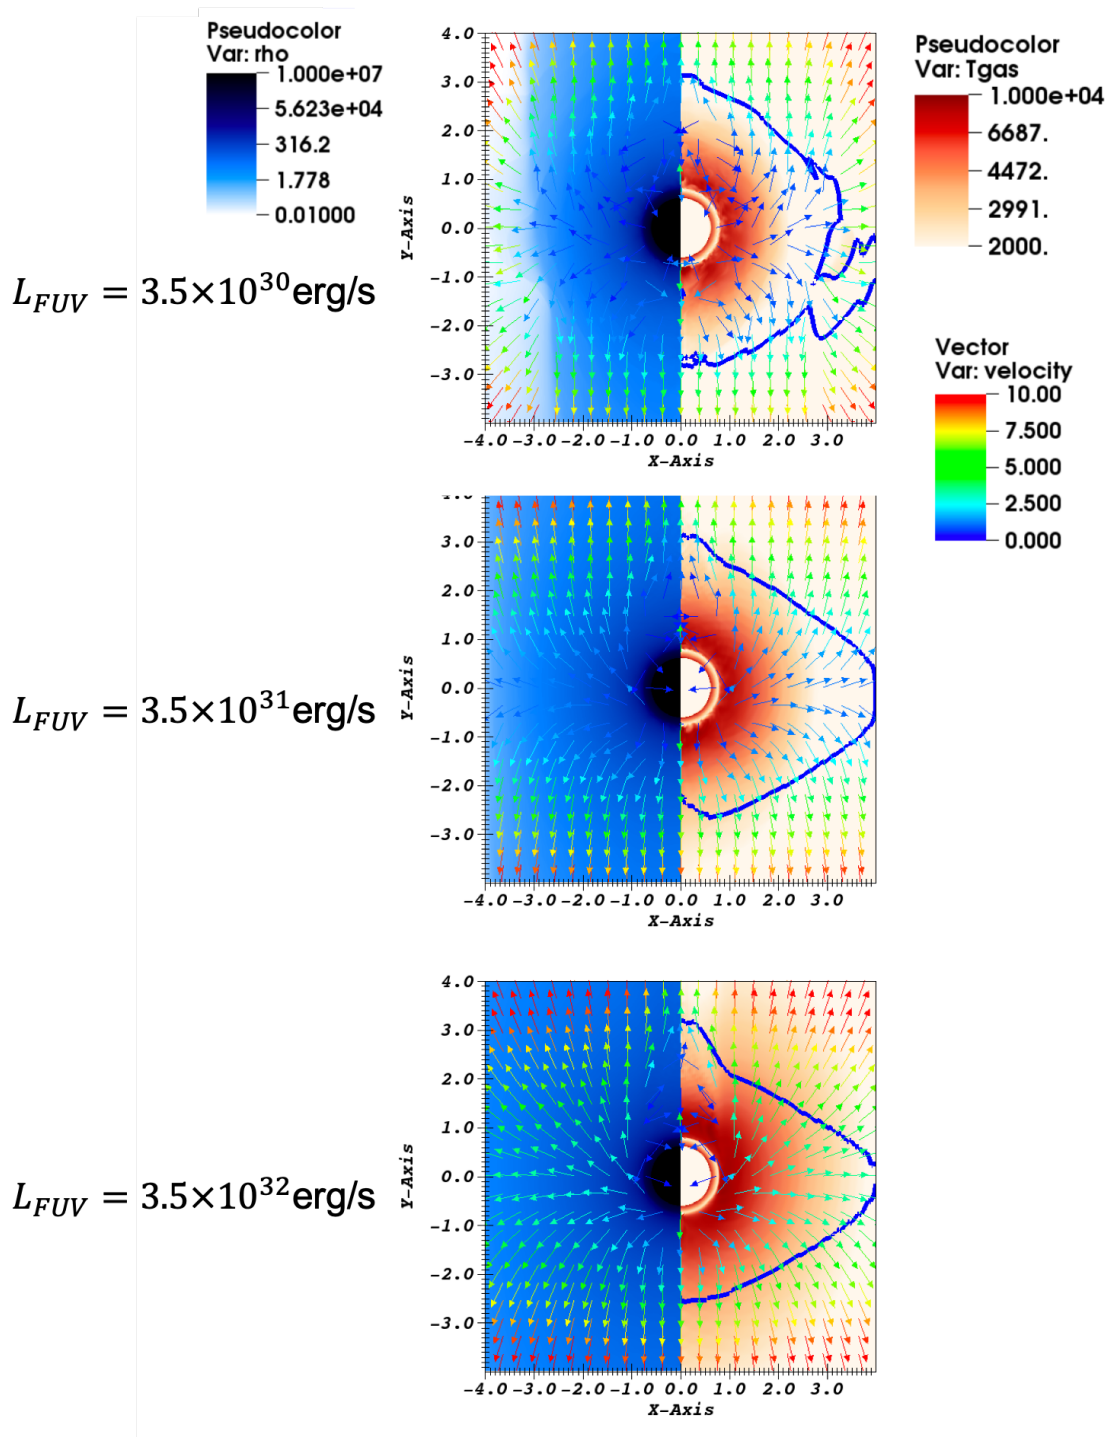 Pseudocolor
Var: rho
1.000e+07
5.623e+04
316.2
1.778
0.01000
Pseudocolor
Var: Tgas
1.000e+04
6687.
4472.
2991.
2000.
Vector
Var: velocity
10.00
7.500
5.000
2.500
0.000
L_{FUV} = 3.5×10^{30}erg/s
4.0
3.0
2.0
1.0
0.0
-1.0
-2.0
-3.0
Y-Axis
-4.0 -3.0 -2.0 -1.0 0.0 1.0 2.0 3.0
X-Axis
L_{FUV} = 3.5×10^{31}erg/s
3.0
2.0
1.0
0.0
-1.0
-2.0
-3.0
Y-Axis
-4.0 -3.0 -2.0 -1.0 0.0 1.0 2.0 3.0
X-Axis
L_{FUV} = 3.5×10^{32}erg/s
4.0
3.0
2.0
1.0
0.0
-1.0
-2.0
-3.0
Y-Axis
-4.0 -3.0 -2.0 -1.0 0.0 1.0 2.0 3.0
X-Axis